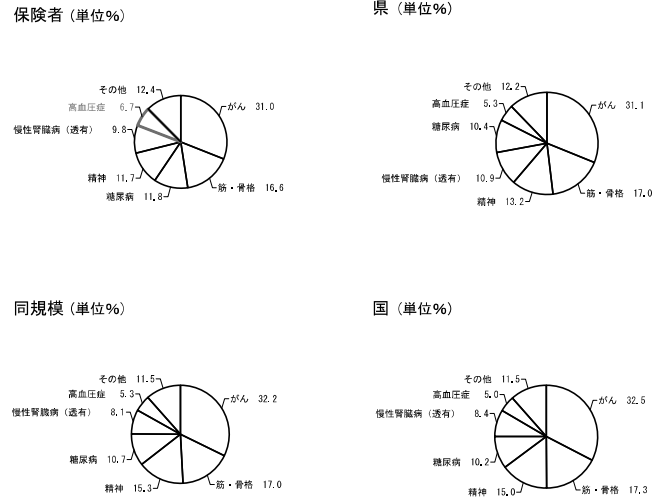 保険者（単位%）
その他 12.4
がん 31.0
高血圧症 6.7
慢性腎臓病（透有） 9.8
精神 11.7
糖尿病 11.8
筋・骨格 16.6
県（単位%）
その他 12.2
がん 31.1
高血圧症 5.3
糖尿病 10.4
慢性腎臓病（透有） 10.9
精神 13.2
筋・骨格 17.0
同規模（単位%）
その他 11.5
がん 32.2
高血圧症 5.3
慢性腎臓病（透有） 8.1
糖尿病 10.7
精神 15.3
筋・骨格 17.0
国（単位%）
その他 11.5
がん 32.5
高血圧症 5.0
慢性腎臓病（透有） 8.4
糖尿病 10.2
精神 15.0
筋・骨格 17.3